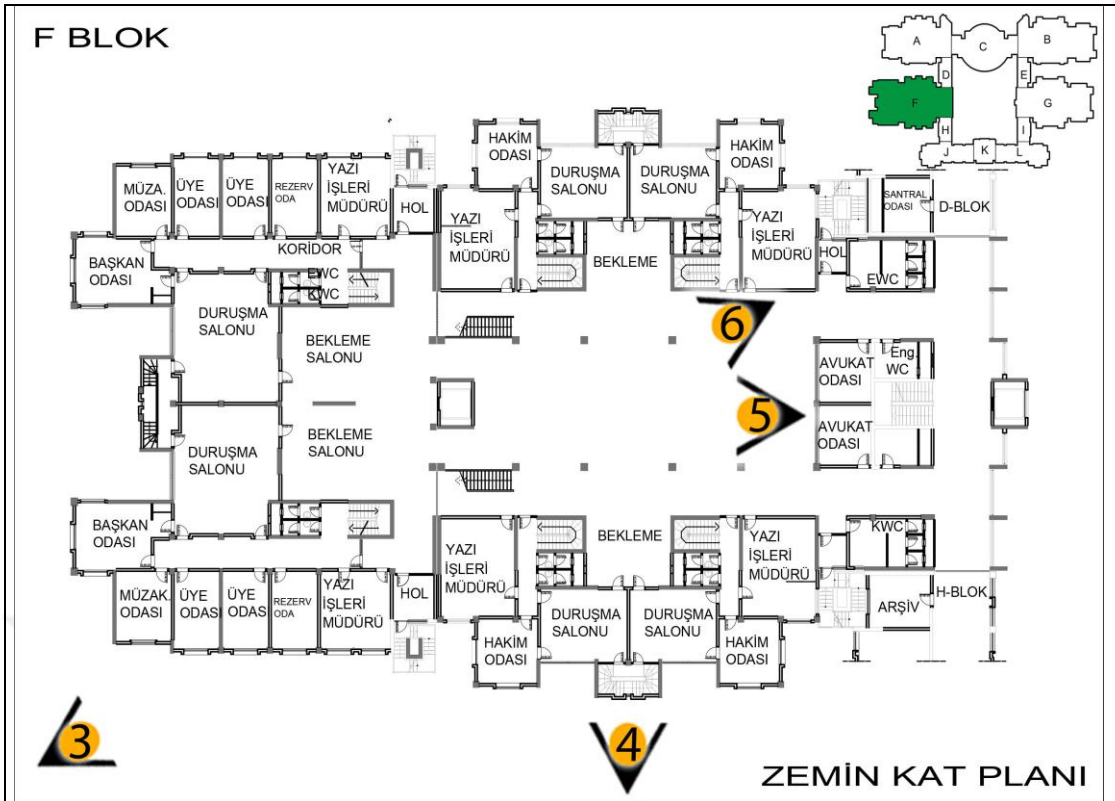 F BLOK
A
C
B
D
E
F
G
H
I
J
K
L
HAKİM
ODASI
DURUŞMA
SALONU
DURUŞMA
SALONU
HAKİM
ODASI
MÜZA.
ODASI
ÜYE
ODASI
ÜYE
ODASI
REZERV
ODA
YAZI
İŞLERİ
MÜDÜRÜ
HOL
YAZI
İŞLERİ
MÜDÜRÜ
BEKLEME
YAZI
İŞLERİ
MÜDÜRÜ
HOL
SANTRAL
ODASI
D-BLOK
EWC
KORİDOR
BAŞKAN
ODASI
EWC
KWC
DURUŞMA
SALONU
BEKLEME
SALONU
6
AVUKAT
ODASI
Eng.
WC
5
AVUKAT
ODASI
BEKLEME
SALONU
DURUŞMA
SALONU
BAŞKAN
ODASI
MÜZAK.
ODASI
ÜYE
ODASI
ÜYE
ODASI
REZERV
ODA
YAZI
İŞLERİ
MÜDÜRÜ
HOL
YAZI
İŞLERİ
MÜDÜRÜ
BEKLEME
YAZI
İŞLERİ
MÜDÜRÜ
KWC
ARŞİV
H-BLOK
DURUŞMA
SALONU
DURUŞMA
SALONU
HAKİM
ODASI
HAKİM
ODASI
3
4
ZEMİN KAT PLANI